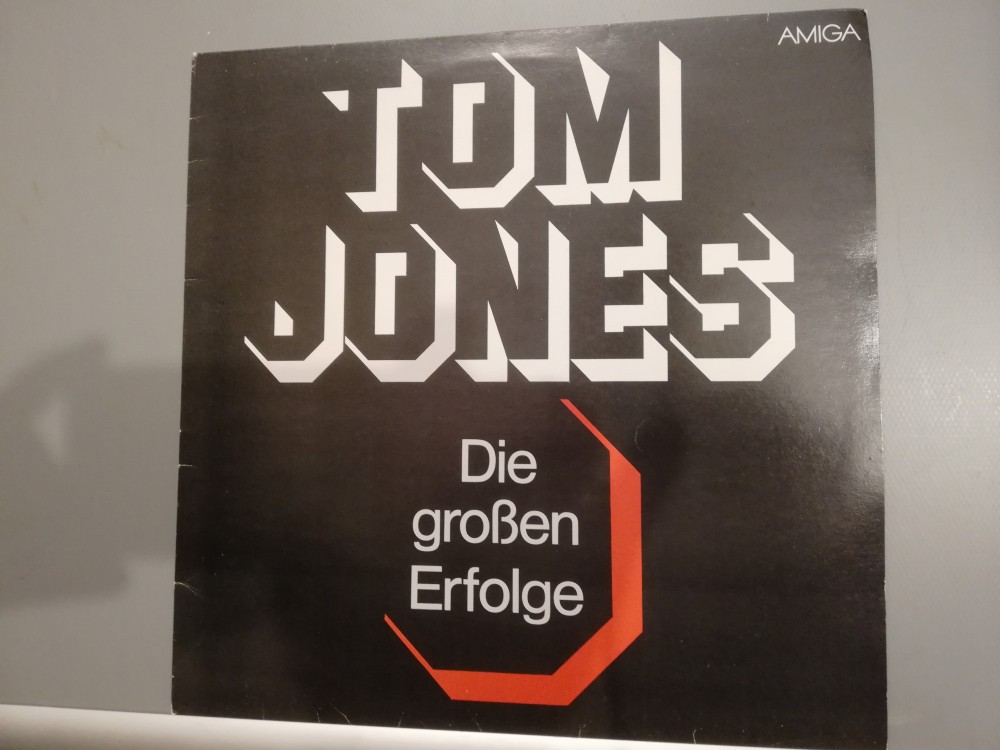 AMIGA
TOM
JONES
Die
großen
Erfolge